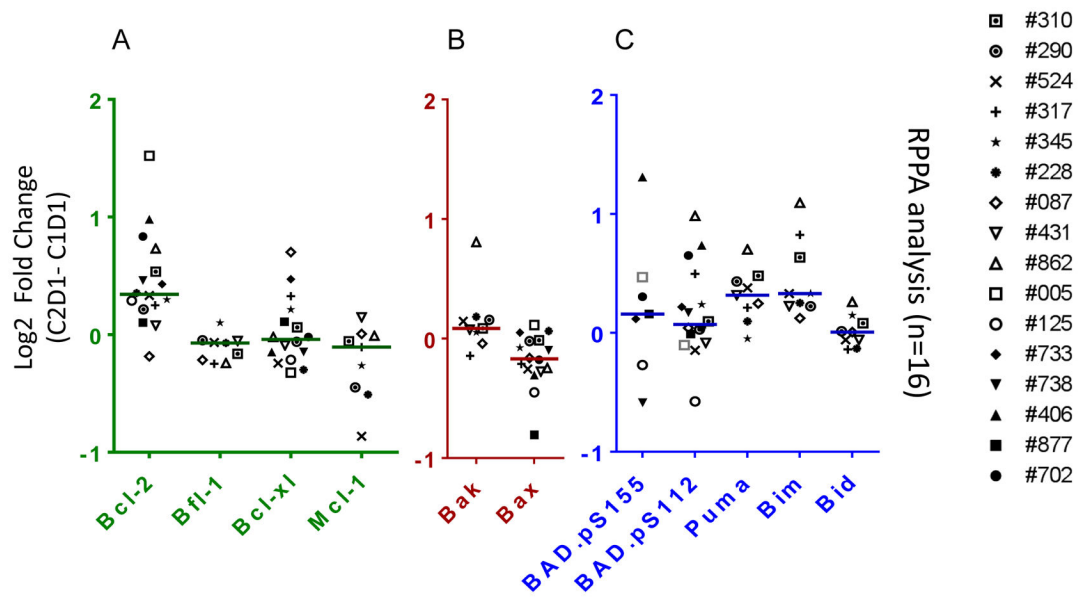 A
B
C
Log2 Fold Change
(C2D1- C1D1)
2
1
0
-1
Bcl-2
Bfl-1
Bcl-xl
Mcl-1
2
1
0
-1
Bak
Bax
2
1
0
-1
BAD.pS155
BAD.pS112
Puma
Bim
Bid
RPPA analysis (n=16)
#310
#290
#524
#317
#345
#228
#087
#431
#862
#005
#125
#733
#738
#406
#877
#702